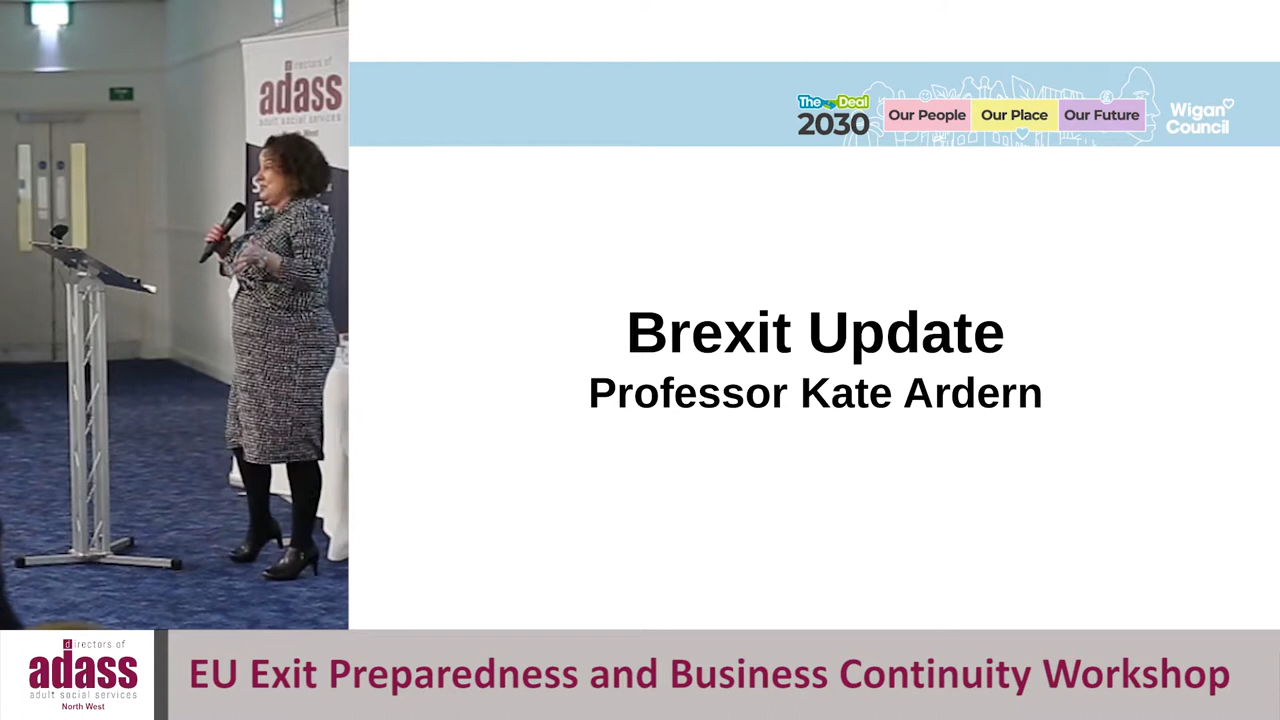 directors of
adass
adult social services
The Deal
2030
Our People
Our Place
Our Future
Wigan
Council
Brexit Update
Professor Kate Ardern
directors of
adass
adult social services
North West
EU Exit Preparedness and Business Continuity Workshop